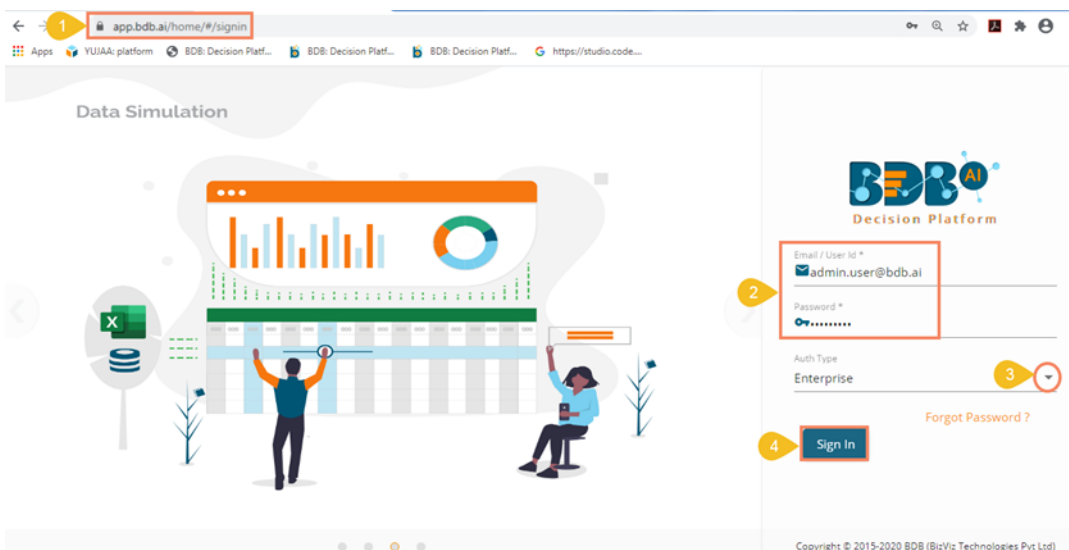 1
app.bdb.ai/home/#/signin
Apps YUJAA: platform BDB: Decision Platf... BDB: Decision Platf... BDB: Decision Platf... https://studio.code....
Data Simulation
X
BDB AI
Decision Platform
2
Email / User Id *
admin.user@bdb.ai
Password *
Auth Type
Enterprise
3
Forgot Password ?
4
Sign In
Copyright © 2015-2020 BDB (BizViz Technologies Pvt Ltd)